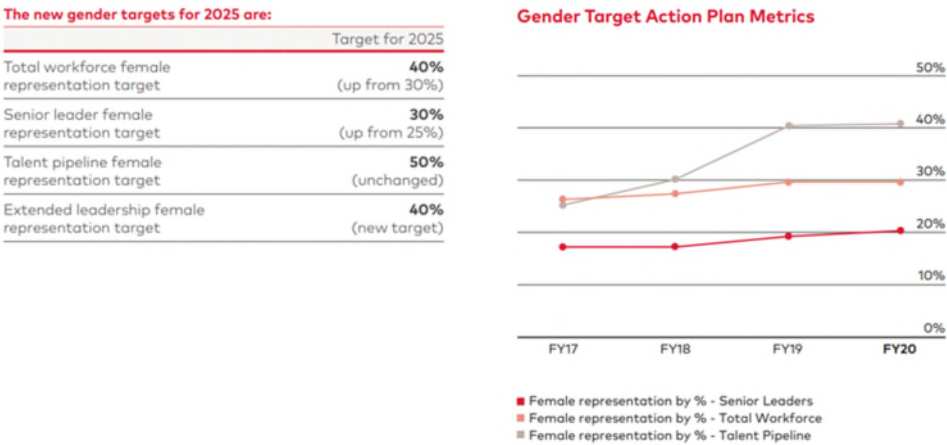 The new gender targets for 2025 are:
Target for 2025
Total workforce female
representation target
40%
(up from 30%)
Senior leader female
representation target
30%
(up from 25%)
Talent pipeline female
representation target
50%
(unchanged)
Extended leadership female
representation target
40%
(new target)
Gender Target Action Plan Metrics
50%
40%
30%
20%
10%
0%
FY17 FY18 FY19 FY20
Female representation by % - Senior Leaders
Female representation by % - Total Workforce
Female representation by % - Talent Pipeline